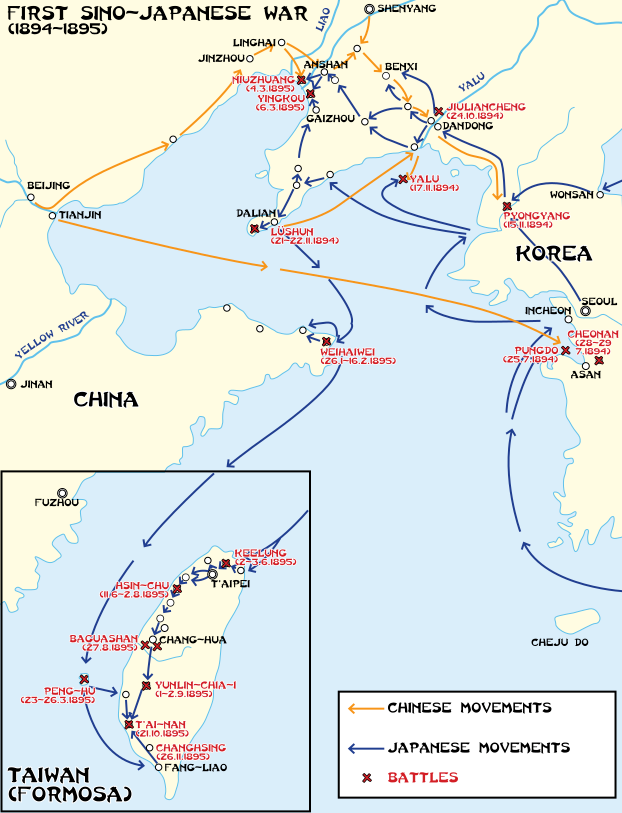 FIRST SINO-JAPANESE WAR
(1894-1895)
SHENYANG
LIAO
LINGHAI
JINZHOU
ANSHAN
BENXI
NIUZHUANG
(4.3.1895)
YINGKOU
(6.3.1895)
YALU
JIULIANCHENG
(24.10.1894)
GAIZHOU
DANDONG
YALU
(17.11.1894)
BEIJING
TIANJIN
WONSAN
DALIAN
LUSHUN
(21-22.11.1894)
PYONGYANG
(15.11.1894)
KOREA
SEOUL
INCHEON
CHEONAN
(28-29
7.1894)
PUNGDO
(25.7.1894)
ASAN
YELLOW RIVER
WEIHAIWEI
(26.1-16.2.1895)
JINAN
CHINA
FUZHOU
KEELUNG
(2-3.6.1895)
T'AIPEI
HSIN-CHU
(11.6-2.8.1895)
BAGUASHAN
(27.8.1895)
CHANG-HUA
YUNLIN-CHIA-I
(1-2.9.1895)
PENG-HU
(23-26.3.1895)
T'AI-NAN
(21.10.1895)
CHANGHSING
(26.11.1895)
FANG-LIAO
TAIWAN
(FORMOSA)
CHEJU DO
CHINESE MOVEMENTS
JAPANESE MOVEMENTS
BATTLES